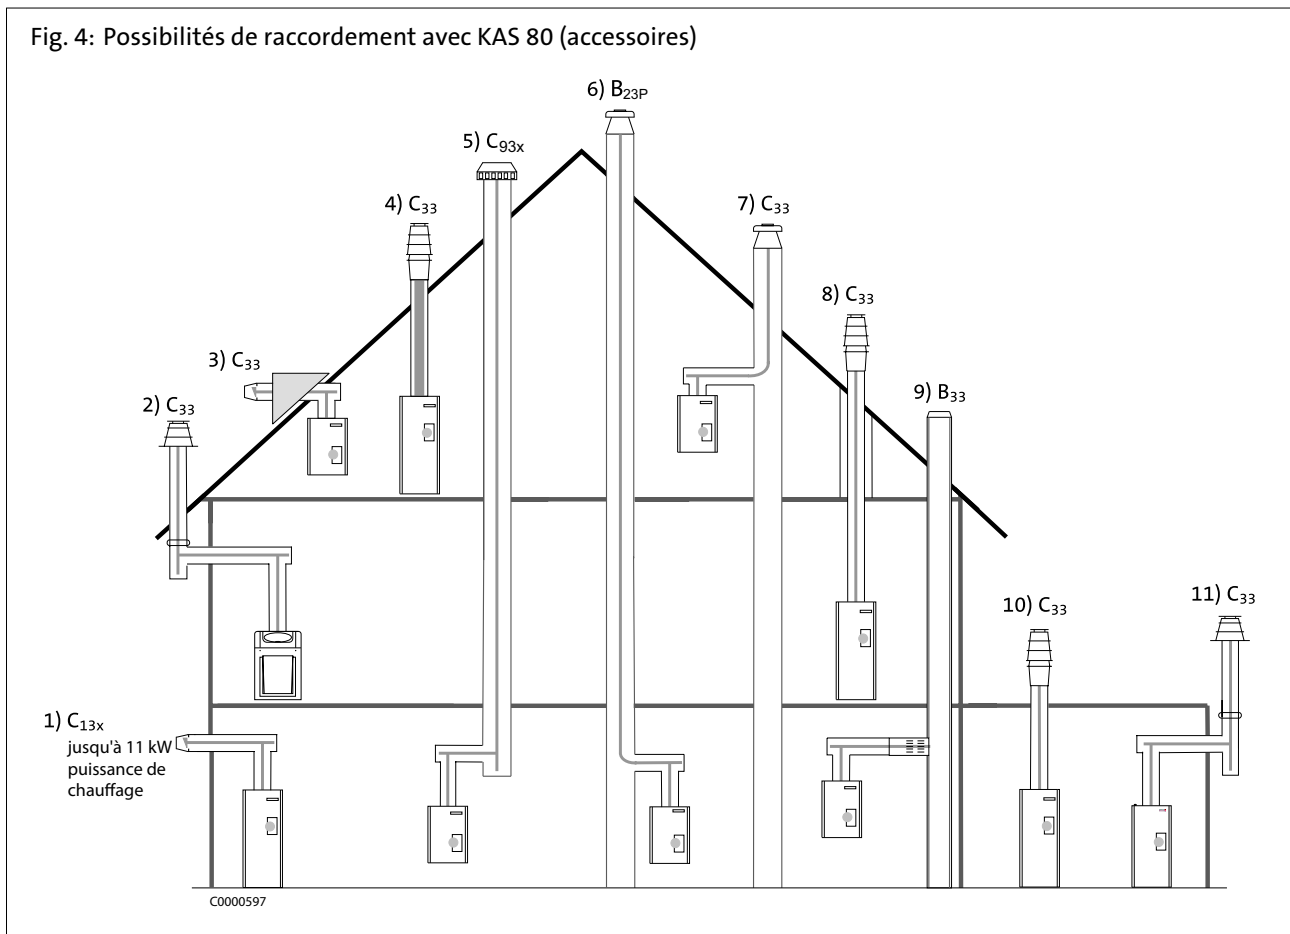 Fig. 4: Possibilités de raccordement avec KAS 80 (accessoires)
6) B23P
5) C93x
4) C33
7) C33
8) C33
3) C33
9) B33
2) C33
10) C33
11) C33
1) C13x
jusqu'à 11 kW
puissance de
chauffage
C0000597